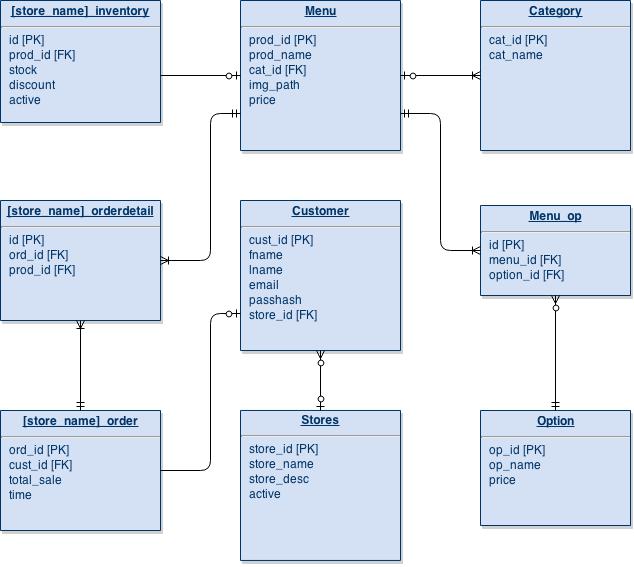 [store_name]_inventory
id [PK]
prod_id [FK]
stock
discount
active
Menu
prod_id [PK]
prod_name
cat_id [FK]
img_path
price
Category
cat_id [PK]
cat_name
[store_name]_orderdetail
id [PK]
ord_id [FK]
prod_id [FK]
Customer
cust_id [PK]
fname
lname
email
passhash
store_id [FK]
Menu_op
id [PK]
menu_id [FK]
option_id [FK]
[store_name]_order
ord_id [PK]
cust_id [FK]
total_sale
time
Stores
store_id [PK]
store_name
store_desc
active
Option
op_id [PK]
op_name
price